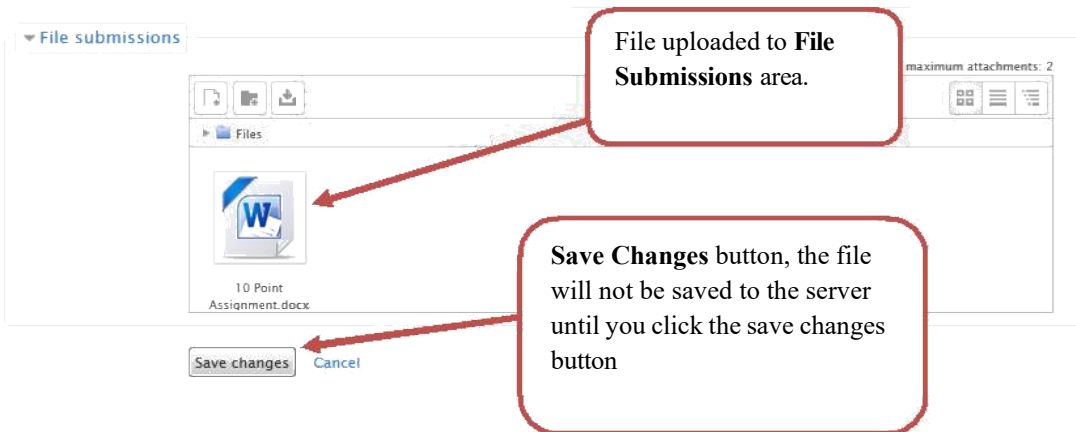 File submissions
File uploaded to File
Submissions area.
maximum attachments: 2
Files
W
10 Point
Assignment.docx
Save Changes button, the file
will not be saved to the server
until you click the save changes
button
Save changes
Cancel